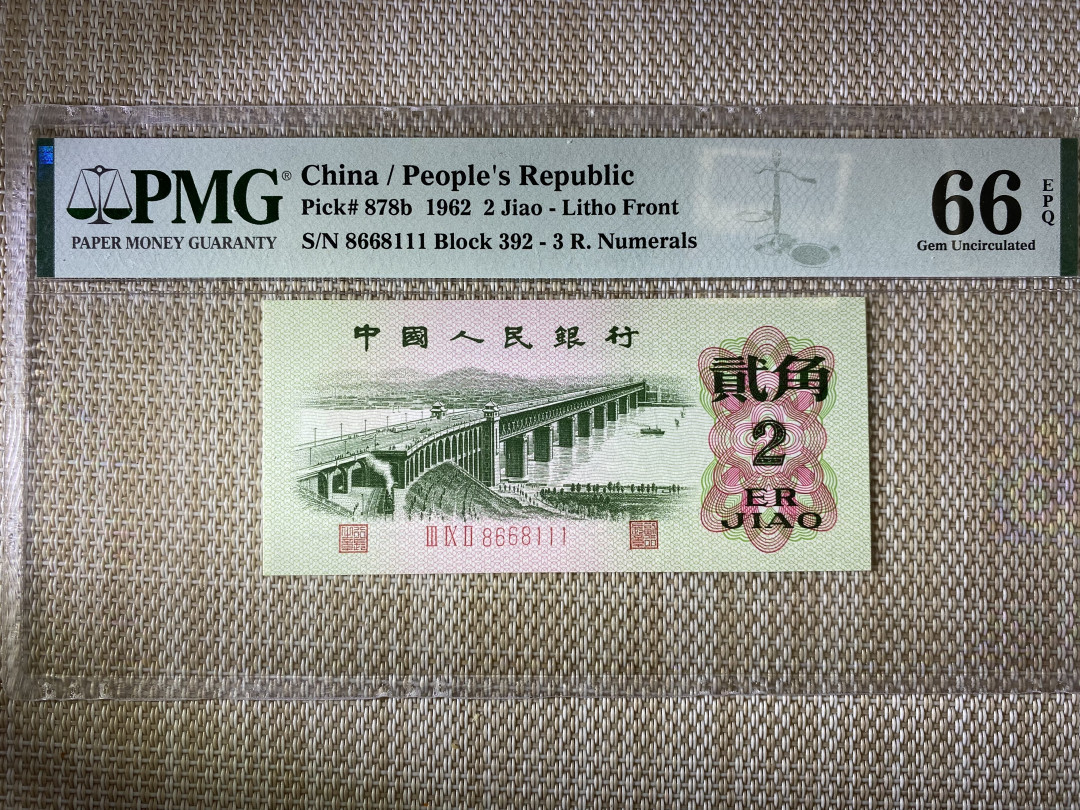 PMG®
PAPER MONEY GUARANTY
China / People's Republic
Pick# 878b 1962 2 Jiao - Litho Front
S/N 8668111 Block 392 - 3 R. Numerals
66
EPQ
Gem Uncirculated
中國人民銀行
貳角
2
ER
JIAO
III IX II 8668111